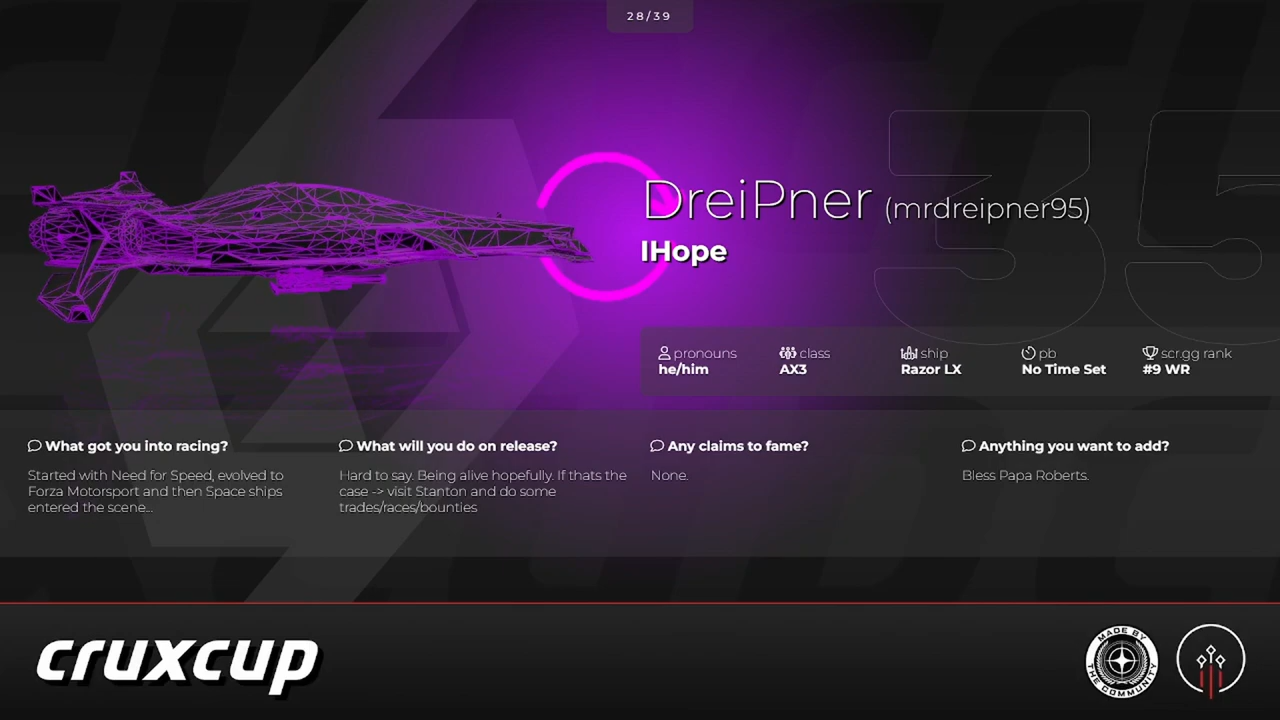 28/39
35
DreiPner (mrdreipner95)
IHope
pronouns
he/him
class
AX3
ship
Razor LX
pb
No Time Set
scr.gg rank
#9 WR
What got you into racing?
Started with Need for Speed, evolved to
Forza Motorsport and then Space ships
entered the scene...
What will you do on release?
Hard to say. Being alive hopefully. If thats the
case -> visit Stanton and do some
trades/races/bounties
Any claims to fame?
None.
Anything you want to add?
Bless Papa Roberts.
cruxcup
MADE BY
THE COMMUNITY